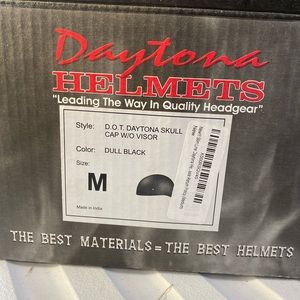 Daytona
HELMETS
"Leading The Way In Quality Headgear"
Style: D.O.T. DAYTONA SKULL
CAP W/O VISOR
Color: DULL BLACK
Size:
M
Made in India
THE BEST MATERIALS = THE BEST HELMETS